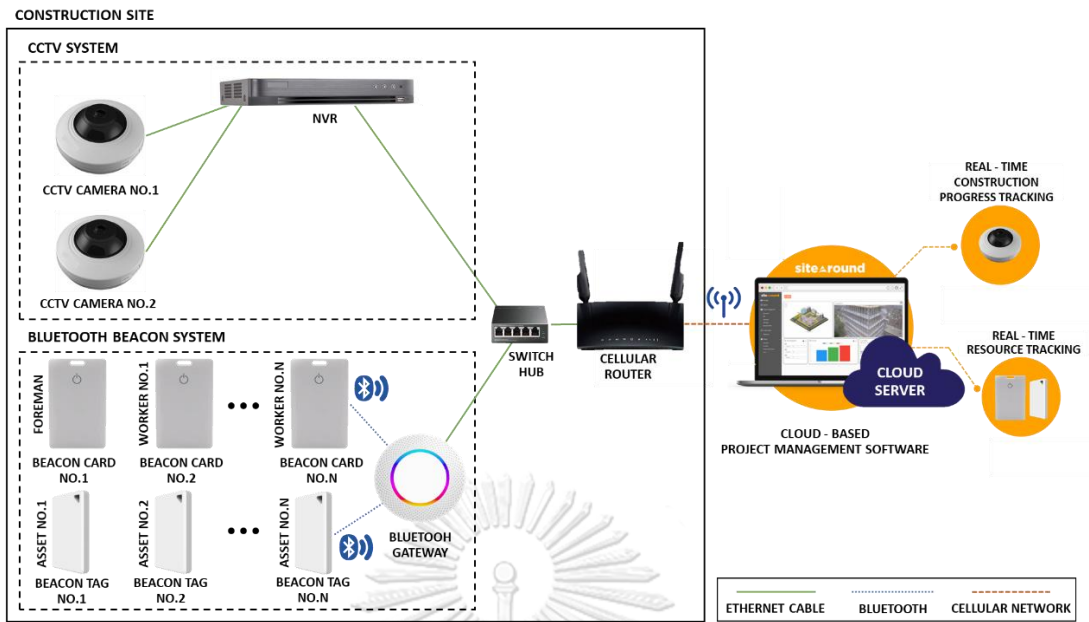 CONSTRUCTION SITE
CCTV SYSTEM
NVR
CCTV CAMERA NO.1
CCTV CAMERA NO.2
BLUETOOTH BEACON SYSTEM
FOREMAN
WORKER NO.1
WORKER NO.N
BEACON CARD
NO.1
BEACON CARD
NO.2
BEACON CARD
NO.N
ASSET NO.1
ASSET NO.2
ASSET NO.N
BEACON TAG
NO.1
BEACON TAG
NO.2
BEACON TAG
NO.N
BLUETOOH
GATEWAY
SWITCH
HUB
CELLULAR
ROUTER
site round
CLOUD
SERVER
CLOUD - BASED
PROJECT MANAGEMENT SOFTWARE
REAL - TIME
CONSTRUCTION
PROGRESS TRACKING
REAL - TIME
RESOURCE TRACKING
ETHERNET CABLE
BLUETOOTH
CELLULAR NETWORK